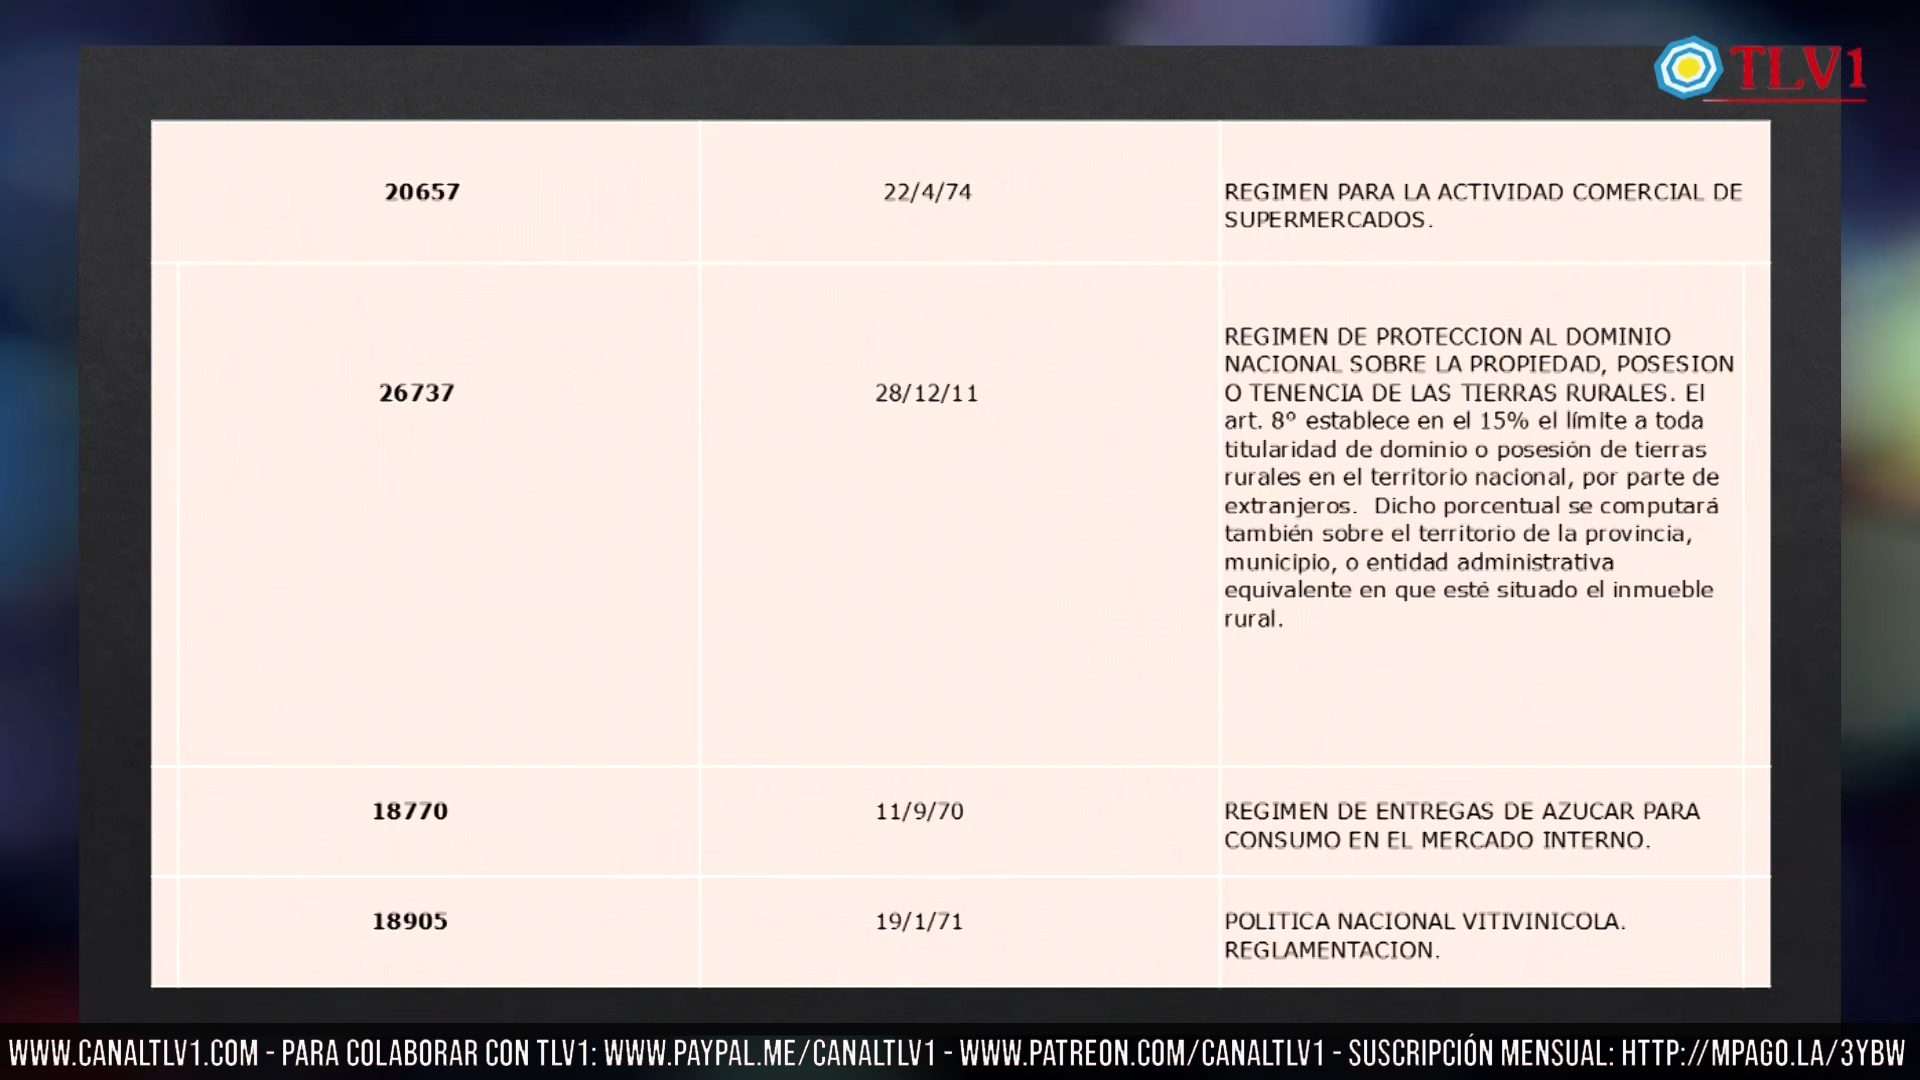 TLV1
20657
22/4/74
REGIMEN PARA LA ACTIVIDAD COMERCIAL DE
SUPERMERCADOS.
26737
28/12/11
REGIMEN DE PROTECCION AL DOMINIO
NACIONAL SOBRE LA PROPIEDAD, POSESION
O TENENCIA DE LAS TIERRAS RURALES. El
art. 8º establece en el 15% el límite a toda
titularidad de dominio o posesión de tierras
rurales en el territorio nacional, por parte de
extranjeros. Dicho porcentual se computará
también sobre el territorio de la provincia,
municipio, o entidad administrativa
equivalente en que esté situado el inmueble
rural.
18770
11/9/70
REGIMEN DE ENTREGAS DE AZUCAR PARA
CONSUMO EN EL MERCADO INTERNO.
18905
19/1/71
POLITICA NACIONAL VITIVINICOLA.
REGLAMENTACION.
WWW.CANALTLV1.COM - PARA COLABORAR CON TLV1: WWW.PAYPAL.ME/CANALTLV1 - WWW.PATREON.COM/CANALTLV1 - SUSCRIPCIÓN MENSUAL: HTTP://MPAGO.LA/3YBW